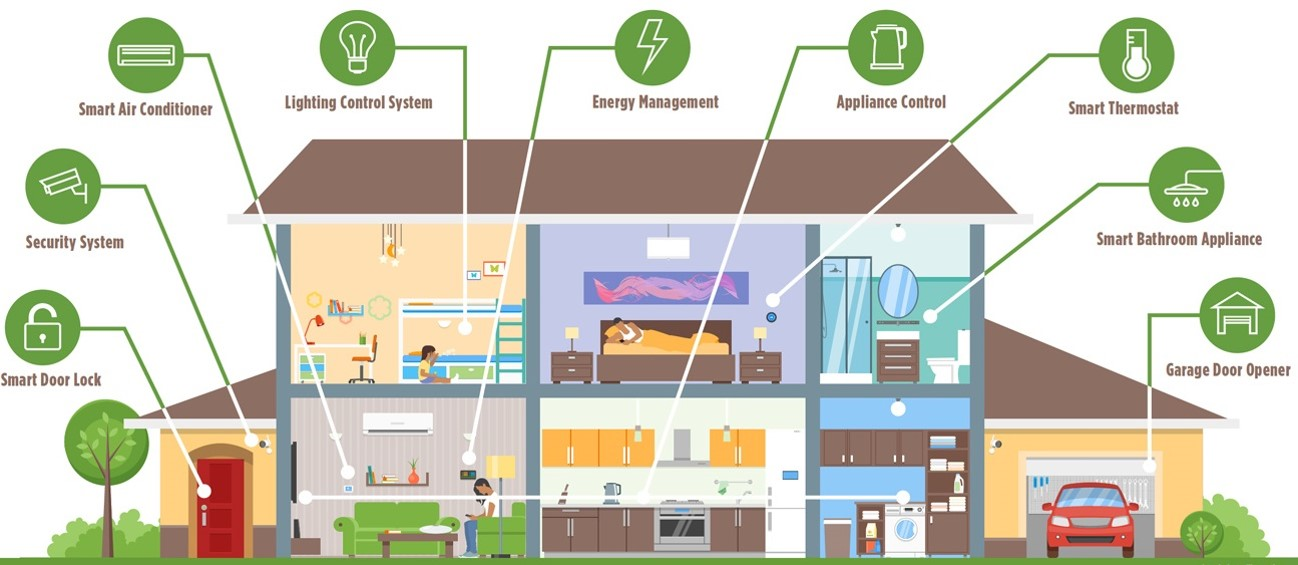 Smart Air Conditioner
Lighting Control System
Energy Management
Appliance Control
Smart Thermostat
Security System
Smart Bathroom Appliance
Smart Door Lock
Garage Door Opener